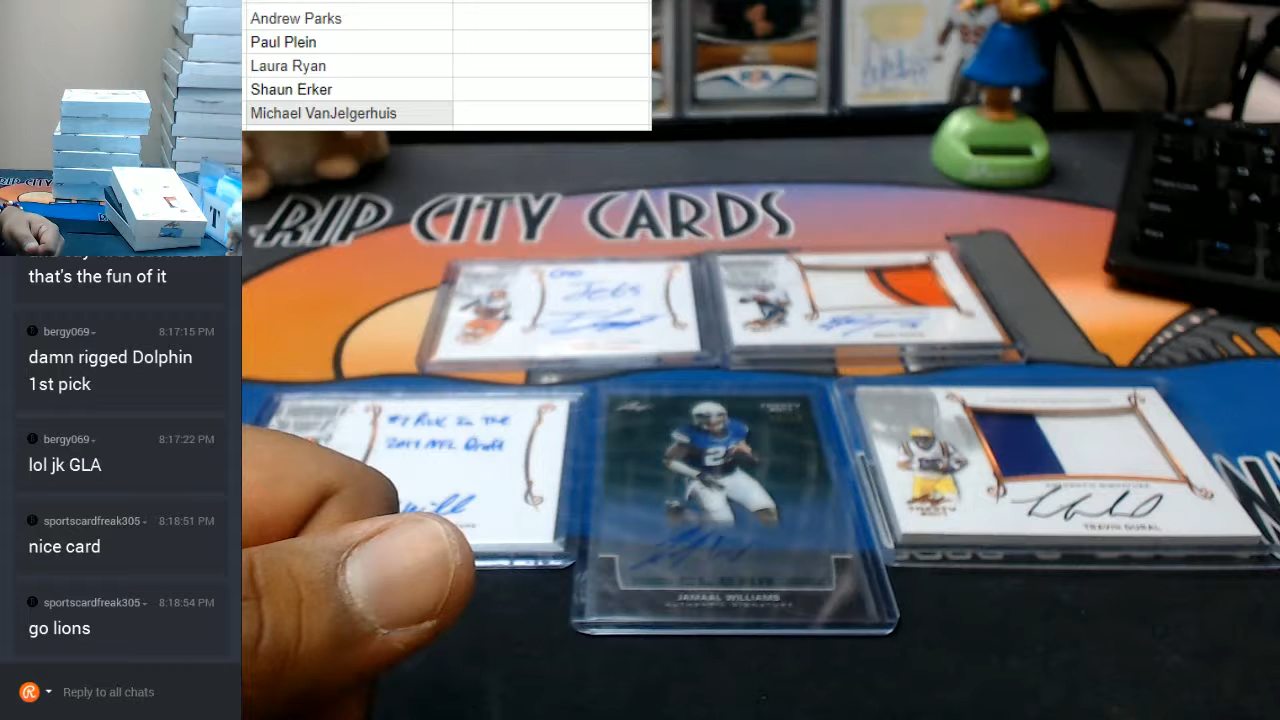 Andrew Parks
Paul Plein
Laura Ryan
Shaun Erker
Michael VanJelgerhuis
that's the fun of it
bergy069
8:17:15 PM
damn rigged Dolphin
1st pick
bergy069
8:17:22 PM
lol jk GLA
sportscardfreak305
8:18:51 PM
nice card
sportscardfreak305
8:18:54 PM
go lions
Reply to all chats
RIP CITY CARDS
#1 Pick In The
2017 NFL Draft
JAMAAL WILLIAMS
AUTHENTIC SIGNATURE
TRAVIN DURAL